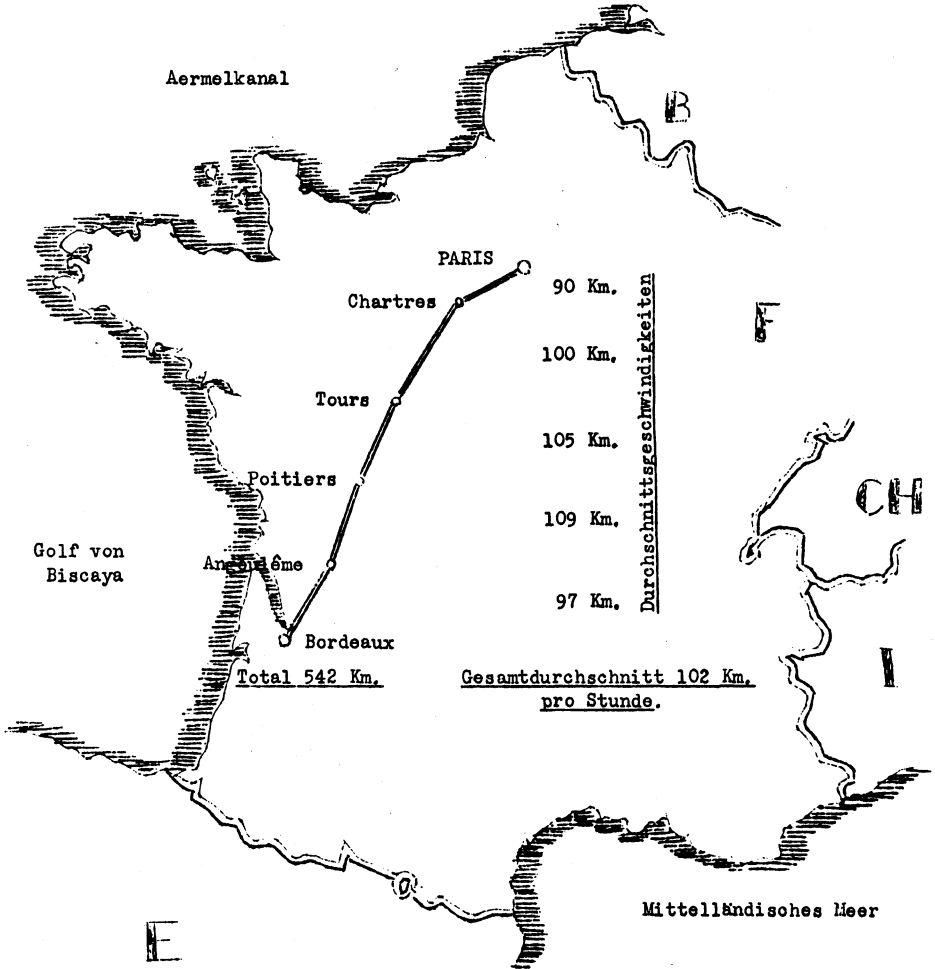 Aermelkanal
B
PARIS
90 Km.
Chartres
F
100 Km.
Durchschnittsgeschwindigkeiten
Tours
105 Km.
Poitiers
CH
109 Km.
Golf von
Biscaya
Angoulême
97 Km.
Bordeaux
I
Total 542 Km.
Gesamtdurchschnitt 102 Km.
pro Stunde.
Mittelländisches Meer
E